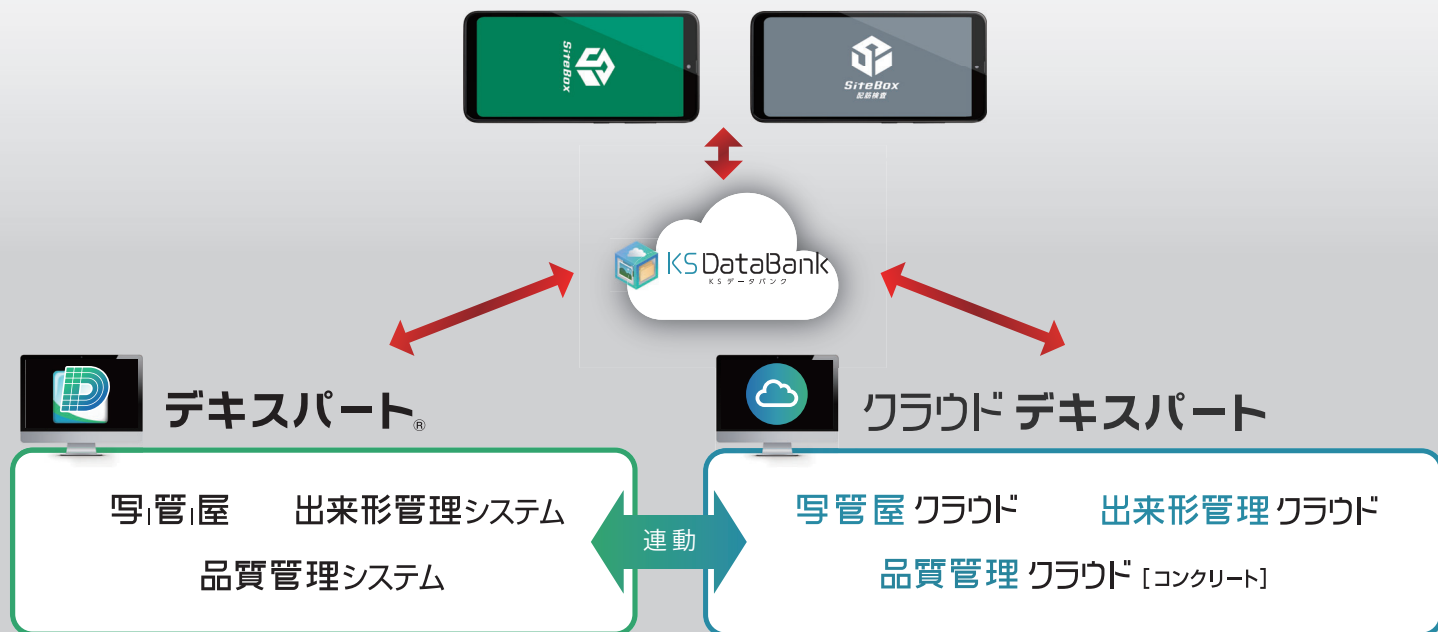 SiteBox
SiteBox
配筋検査
KSDataBank
KSデータバンク
デキスパート®
クラウド デキスパート
写管屋 出来形管理システム
品質管理システム
連動
写管屋 クラウド 出来形管理 クラウド
品質管理 クラウド [コンクリート]